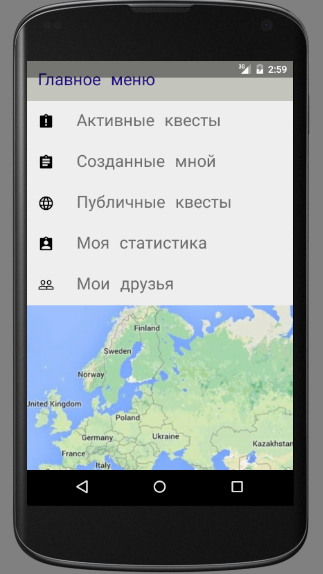 3G 2:59
Главное меню
Активные квесты
Созданные мной
Публичные квесты
Моя статистика
Мои друзья
Finland
Sweden
Norway
United Kingdom
Poland
Germany
Ukraine
Kazakhstan
France
Italy